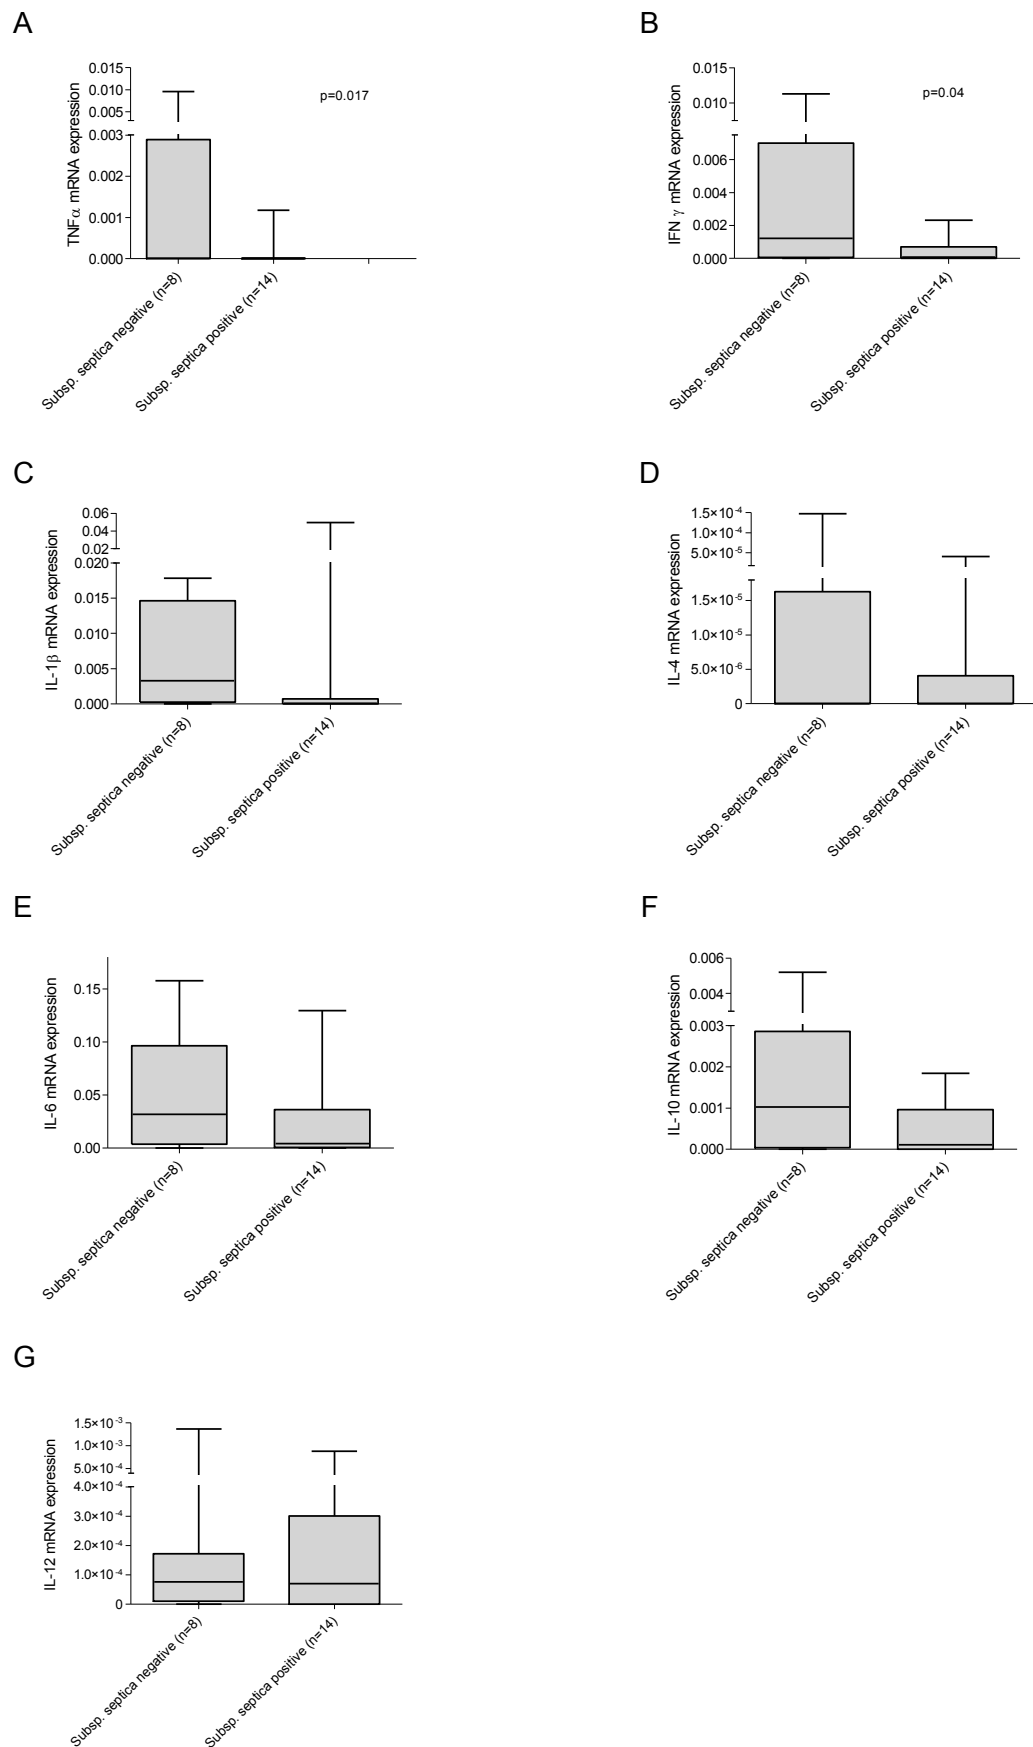 A
TNFα mRNA expression
0.015
0.010
0.005
0.003
0.002
0.001
0.000
p=0.017
Subsp. septica negative (n=8)
Subsp. septica positive (n=14)
B
IFN γ mRNA expression
0.015
0.010
0.006
0.004
0.002
0.000
p=0.04
Subsp. septica negative (n=8)
Subsp. septica positive (n=14)
C
IL-1β mRNA expression
0.06
0.04
0.02
0.020
0.015
0.010
0.005
0.000
Subsp. septica negative (n=8)
Subsp. septica positive (n=14)
D
IL-4 mRNA expression
1.5×10⁻⁴
1.0×10⁻⁴
5.0×10⁻⁵
1.5×10⁻⁵
1.0×10⁻⁵
5.0×10⁻⁶
0
Subsp. septica negative (n=8)
Subsp. septica positive (n=14)
E
IL-6 mRNA expression
0.15
0.10
0.05
0.00
Subsp. septica negative (n=8)
Subsp. septica positive (n=14)
F
IL-10 mRNA expression
0.006
0.004
0.003
0.002
0.001
0.000
Subsp. septica negative (n=8)
Subsp. septica positive (n=14)
G
IL-12 mRNA expression
1.5×10⁻³
1.0×10⁻³
5.0×10⁻⁴
4.0×10⁻⁴
3.0×10⁻⁴
2.0×10⁻⁴
1.0×10⁻⁴
0
Subsp. septica negative (n=8)
Subsp. septica positive (n=14)